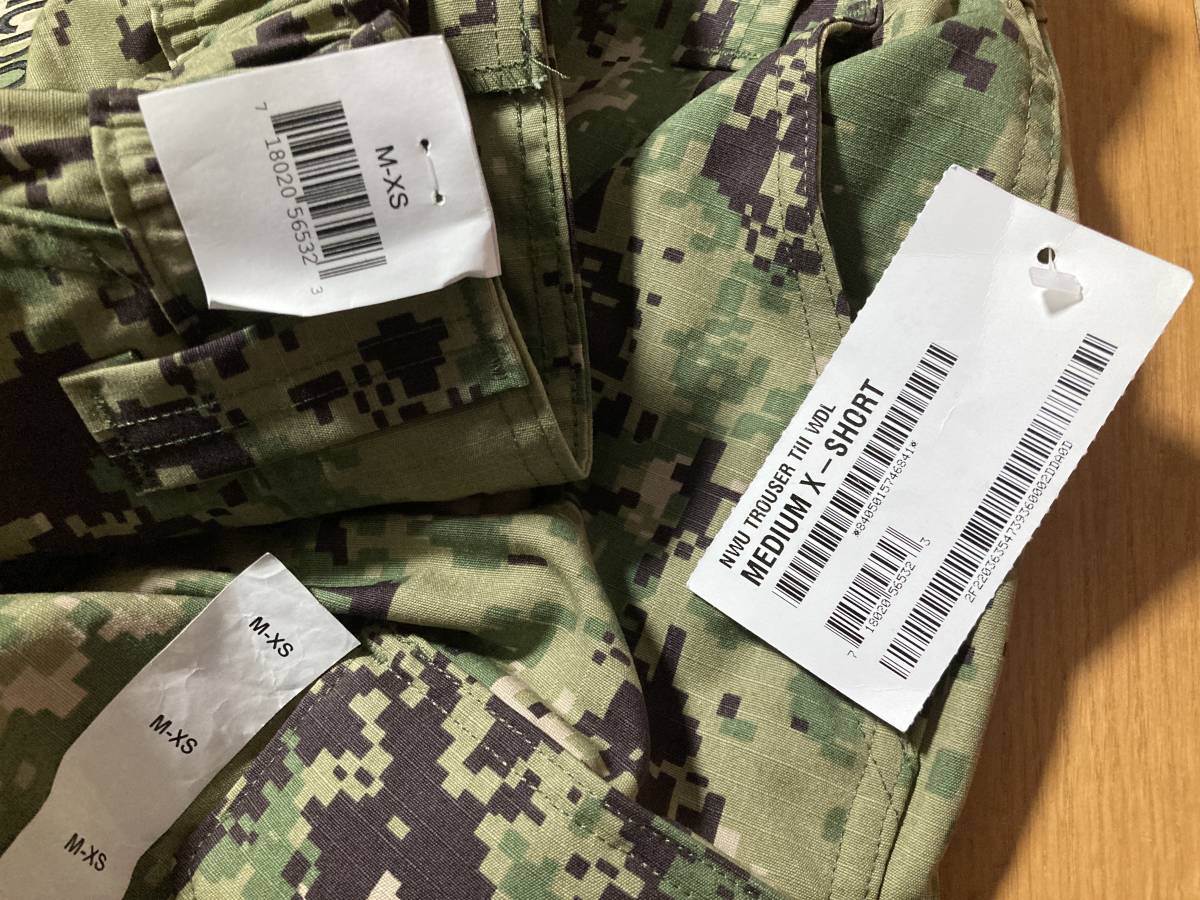 M-XS
7 18020 56532 3
NWU TROUSER TIII WDL
MEDIUM X – SHORT
*8405015746841*
7 18020 56532 3
2F22036354739360002DDA0D
M-XS
M-XS
M-XS